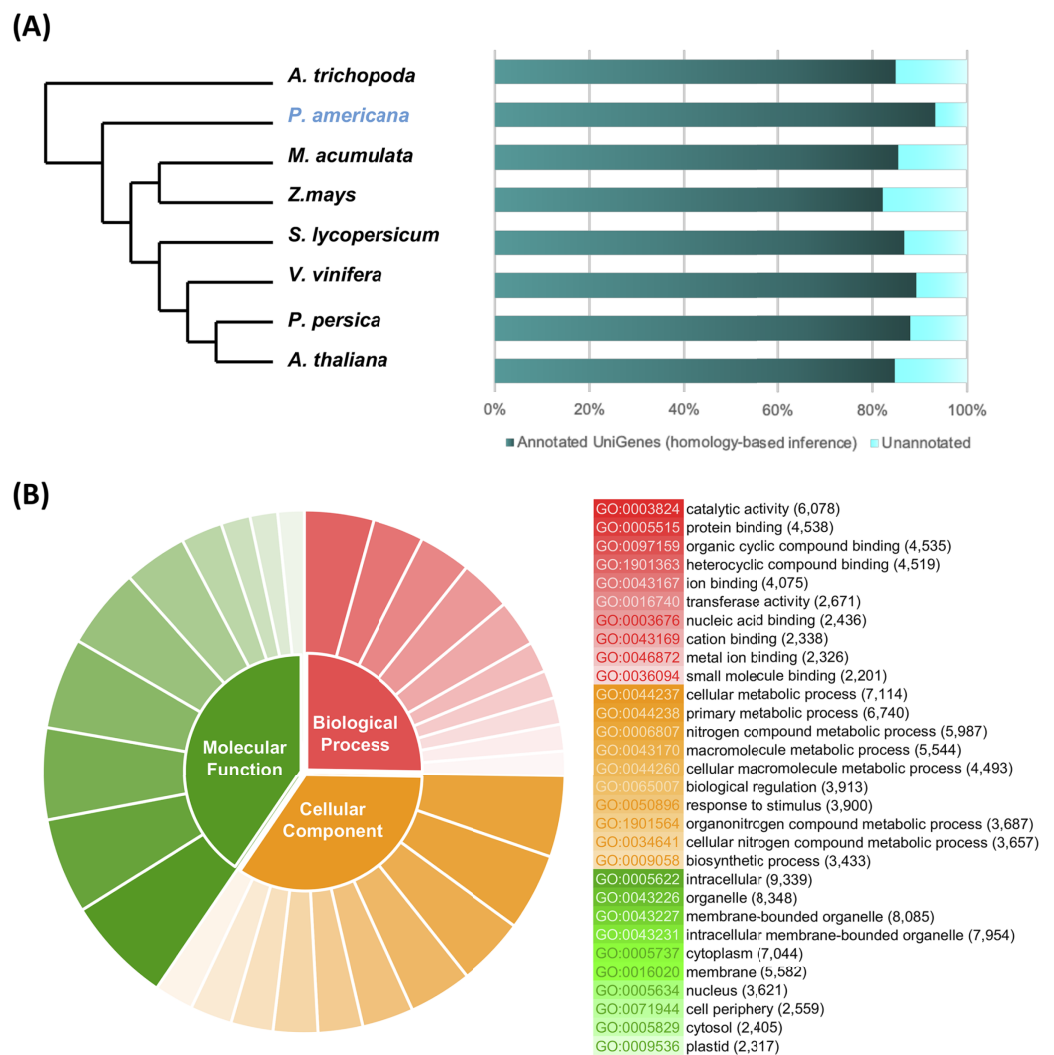 (A)
A. trichopoda
P. americana
M. acumulata
Z.mays
S. lycopersicum
V. vinifera
P. persica
A. thaliana
0% 20% 40% 60% 80% 100%
Annotated UniGenes (homology-based inference) Unannotated
(B)
Biological
Process
Molecular
Function
Cellular
Component
GO:0003824 catalytic activity (6,078)
GO:0005515 protein binding (4,538)
GO:0097159 organic cyclic compound binding (4,535)
GO:1901363 heterocyclic compound binding (4,519)
GO:0043167 ion binding (4,075)
GO:0016740 transferase activity (2,671)
GO:0003676 nucleic acid binding (2,436)
GO:0043169 cation binding (2,338)
GO:0046872 metal ion binding (2,326)
GO:0036094 small molecule binding (2,201)
GO:0044237 cellular metabolic process (7,114)
GO:0044238 primary metabolic process (6,740)
GO:0006807 nitrogen compound metabolic process (5,987)
GO:0043170 macromolecule metabolic process (5,544)
GO:0044260 cellular macromolecule metabolic process (4,493)
GO:0065007 biological regulation (3,913)
GO:0050896 response to stimulus (3,900)
GO:1901564 organonitrogen compound metabolic process (3,687)
GO:0034641 cellular nitrogen compound metabolic process (3,657)
GO:0009058 biosynthetic process (3,433)
GO:0005622 intracellular (9,339)
GO:0043226 organelle (8,348)
GO:0043227 membrane-bounded organelle (8,085)
GO:0043231 intracellular membrane-bounded organelle (7,954)
GO:0005737 cytoplasm (7,044)
GO:0016020 membrane (5,582)
GO:0005634 nucleus (3,621)
GO:0071944 cell periphery (2,559)
GO:0005829 cytosol (2,405)
GO:0009536 plastid (2,317)